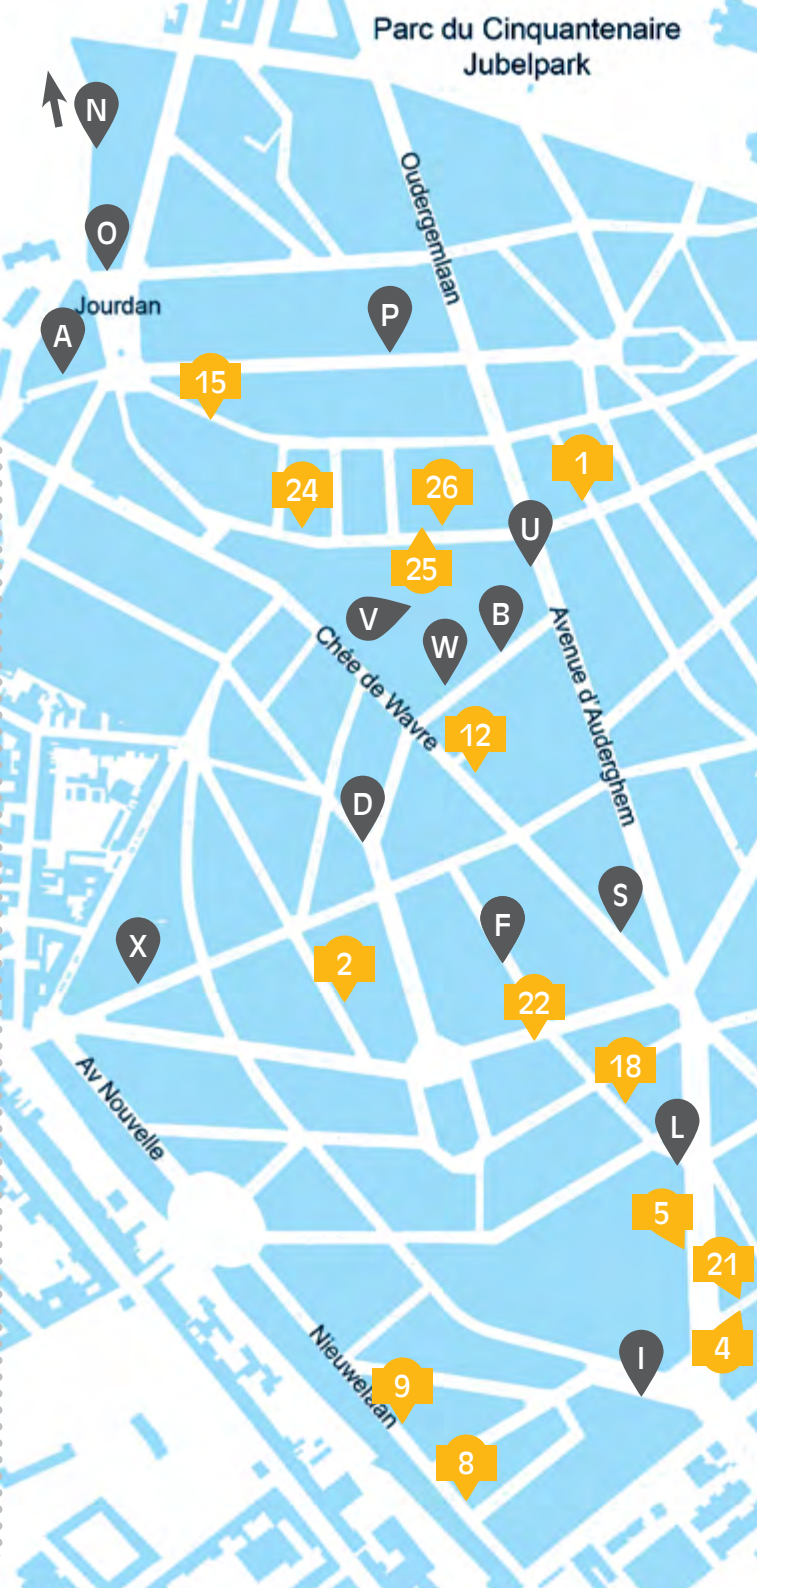 Parc du Cinquantenaire
Jubelpark
N
Oudergemlaan
O
Jourdan
A
P
15
1
24
26
U
25
V
B
W
Chée de Wavre
Avenue d'Auderghem
12
D
S
F
X
2
22
18
Av Nouvelle
L
5
21
4
I
Nieuwelaan
9
8